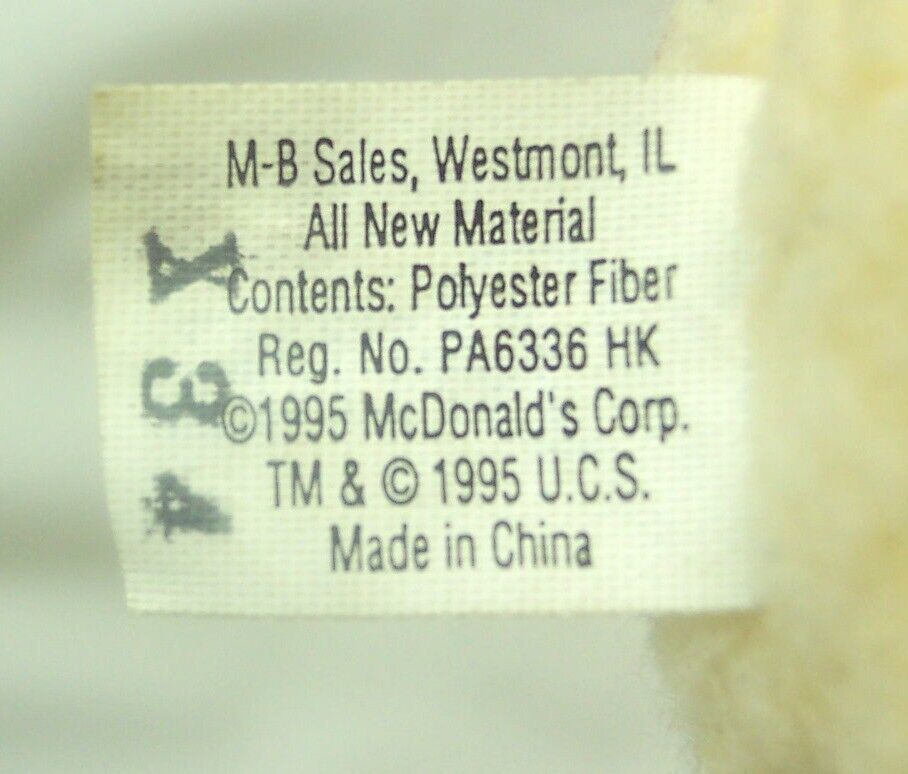 M-B Sales, Westmont, IL
All New Material
Contents: Polyester Fiber
Reg. No. PA6336 HK
©1995 McDonald's Corp.
TM & © 1995 U.C.S.
Made in China